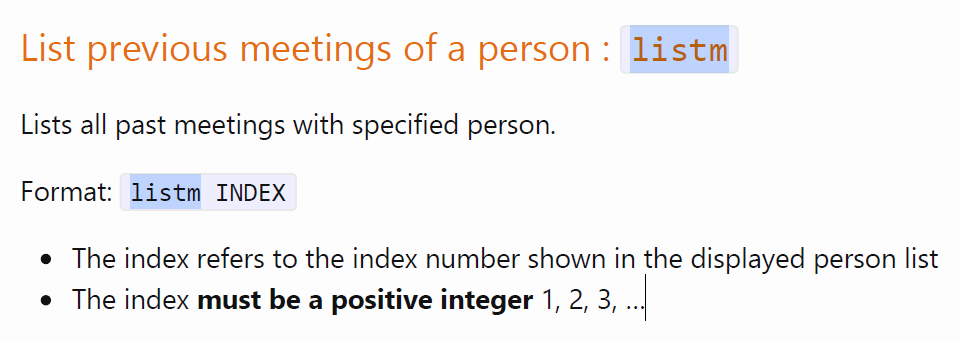 List previous meetings of a person : listm
Lists all past meetings with specified person.
Format: listm INDEX
• The index refers to the index number shown in the displayed person list
• The index must be a positive integer 1, 2, 3, …